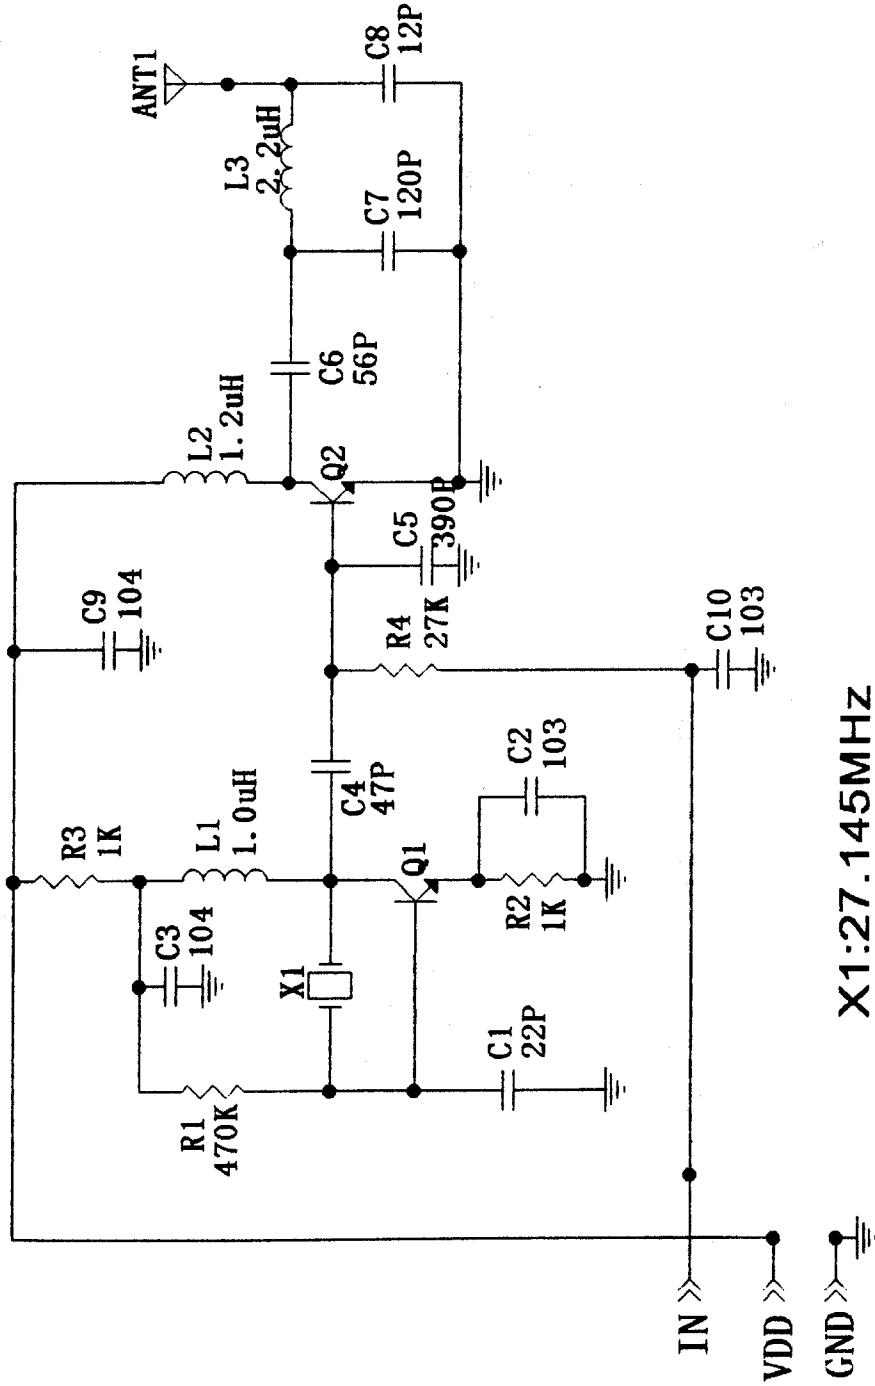 ANT1
L3
2.2uH
C8
12P
C7
120P
C6
56P
L2
1.2uH
Q2
C5
390P
C9
104
R4
27K
C10
103
R3
1K
L1
1.0uH
C4
47P
C2
103
Q1
R2
1K
C3
104
X1
C1
22P
R1
470K
IN
VDD
GND
X1:27.145MHz